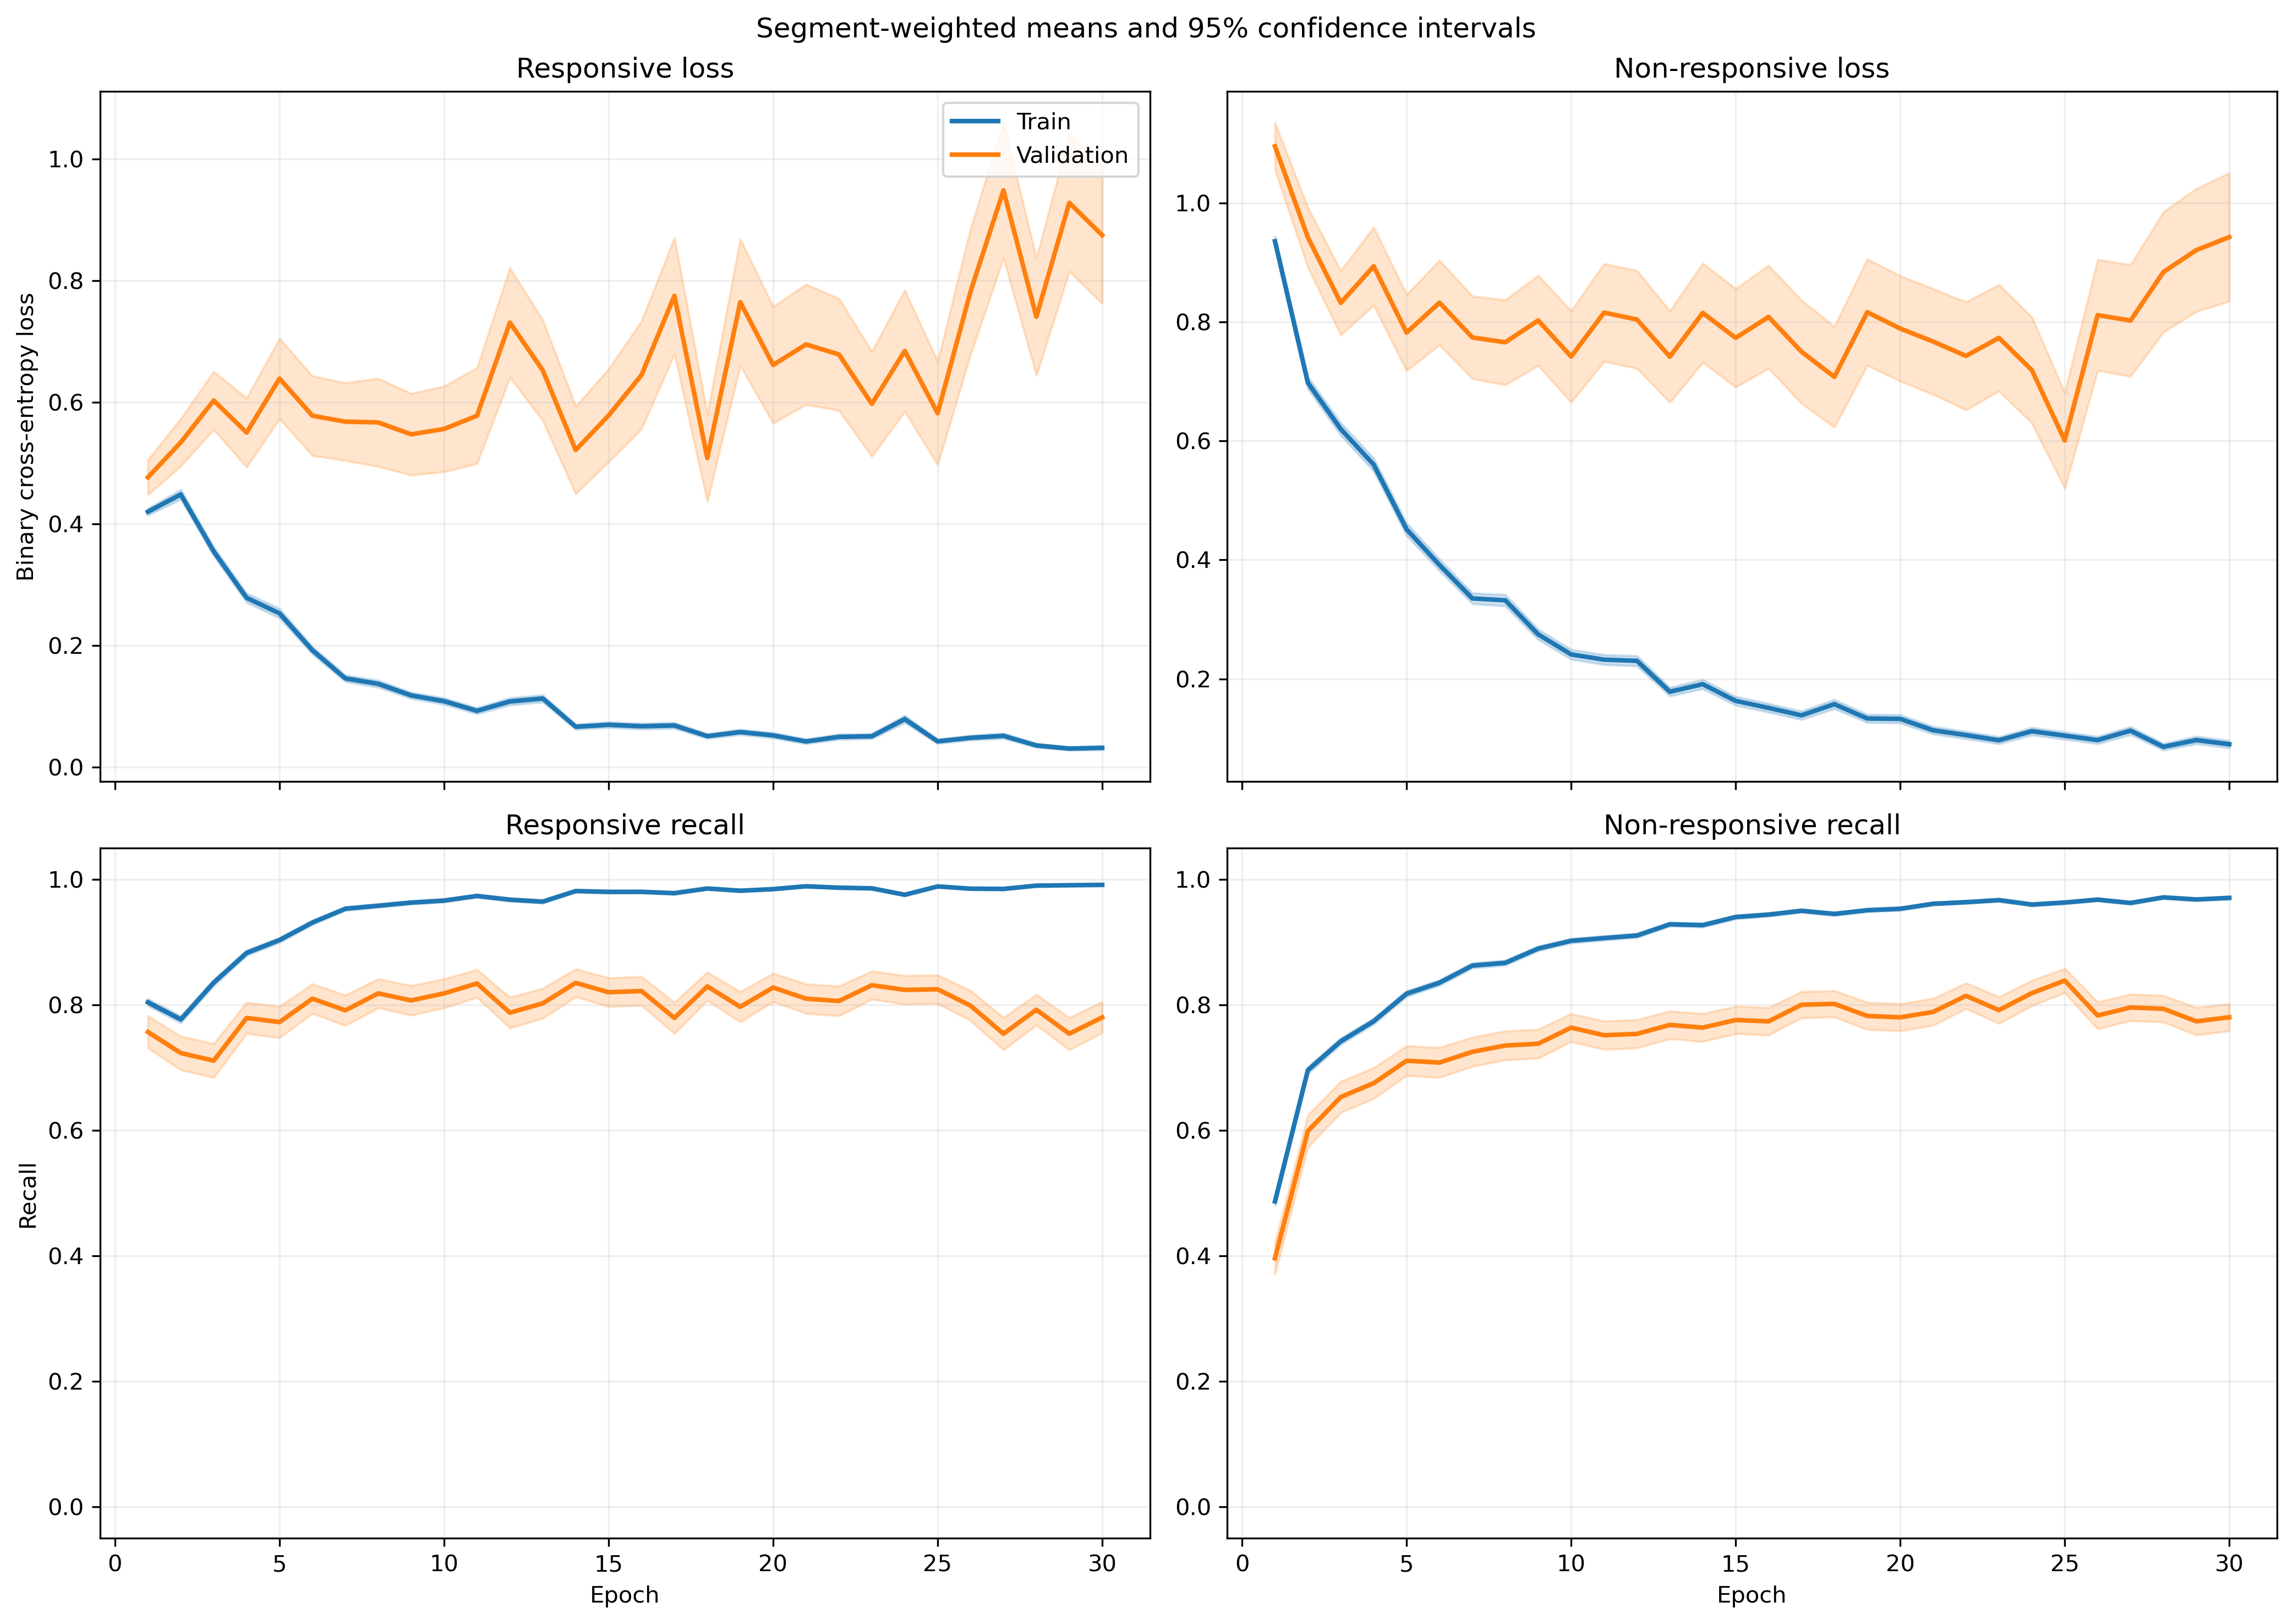 Segment-weighted means and 95% confidence intervals
Responsive loss
Non-responsive loss
Train
Validation
Binary cross-entropy loss
1.0
0.8
0.6
0.4
0.2
0.0
1.0
0.8
0.6
0.4
0.2
Responsive recall
Non-responsive recall
Recall
1.0
0.8
0.6
0.4
0.2
0.0
1.0
0.8
0.6
0.4
0.2
0.0
0 5 10 15 20 25 30
0 5 10 15 20 25 30
Epoch
Epoch